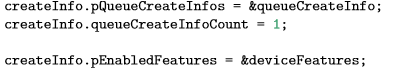 createInfo.pQueueCreateInfos = &queueCreateInfo;
createInfo.queueCreateInfoCount = 1;
createInfo.pEnabledFeatures = &deviceFeatures;